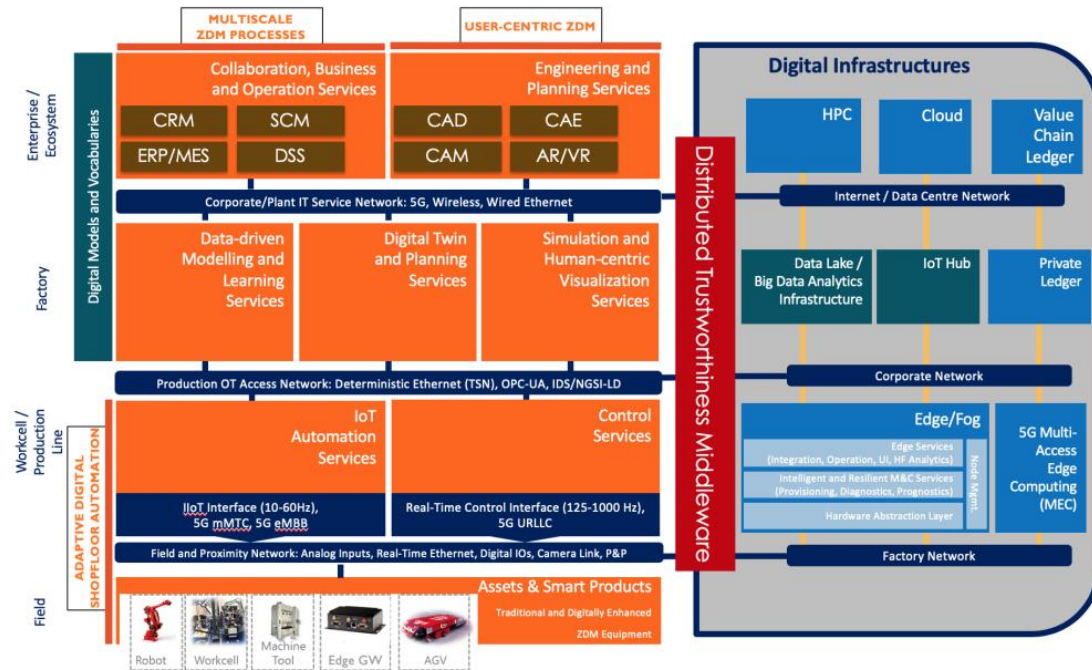 MULTISCALE
ZDM PROCESSES
USER-CENTRIC ZDM
Enterprise /
Ecosystem
Digital Models and Vocabularies
Collaboration, Business
and Operation Services
CRM
SCM
ERP/MES
DSS
Engineering and
Planning Services
CAD
CAE
CAM
AR/VR
Corporate/Plant IT Service Network: 5G, Wireless, Wired Ethernet
Factory
Data-driven
Modelling and
Learning
Services
Digital Twin
and Planning
Services
Simulation and
Human-centric
Visualization
Services
Production OT Access Network: Deterministic Ethernet (TSN), OPC-UA, IDS/NGSI-LD
Workcell /
Production
Line
ADAPTIVE DIGITAL
SHOPFLOOR AUTOMATION
IoT
Automation
Services
Control
Services
IIoT Interface (10-60Hz),
5G mMTC, 5G eMBB
Real-Time Control Interface (125-1000 Hz),
5G URLLC
Field and Proximity Network: Analog Inputs, Real-Time Ethernet, Digital IOs, Camera Link, P&P
Field
Assets & Smart Products
Traditional and Digitally Enhanced
ZDM Equipment
Robot
Workcell
Machine
Tool
Edge GW
AGV
Distributed Trustworthiness Middleware
Digital Infrastructures
HPC
Cloud
Value
Chain
Ledger
Internet / Data Centre Network
Data Lake /
Big Data Analytics
Infrastructure
IoT Hub
Private
Ledger
Corporate Network
Edge/Fog
Edge Services
(Integration, Operation, UI, HF Analytics)
Intelligent and Resilient M&C Services
(Provisioning, Diagnostics, Prognostics)
Hardware Abstraction Layer
Node Mgmt.
5G Multi-
Access
Edge
Computing
(MEC)
Factory Network